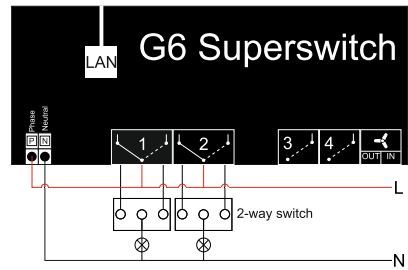 G6 Superswitch
LAN
Phase
Neutral
P N
1 2 3 4
OUT IN
L
2-way switch
N